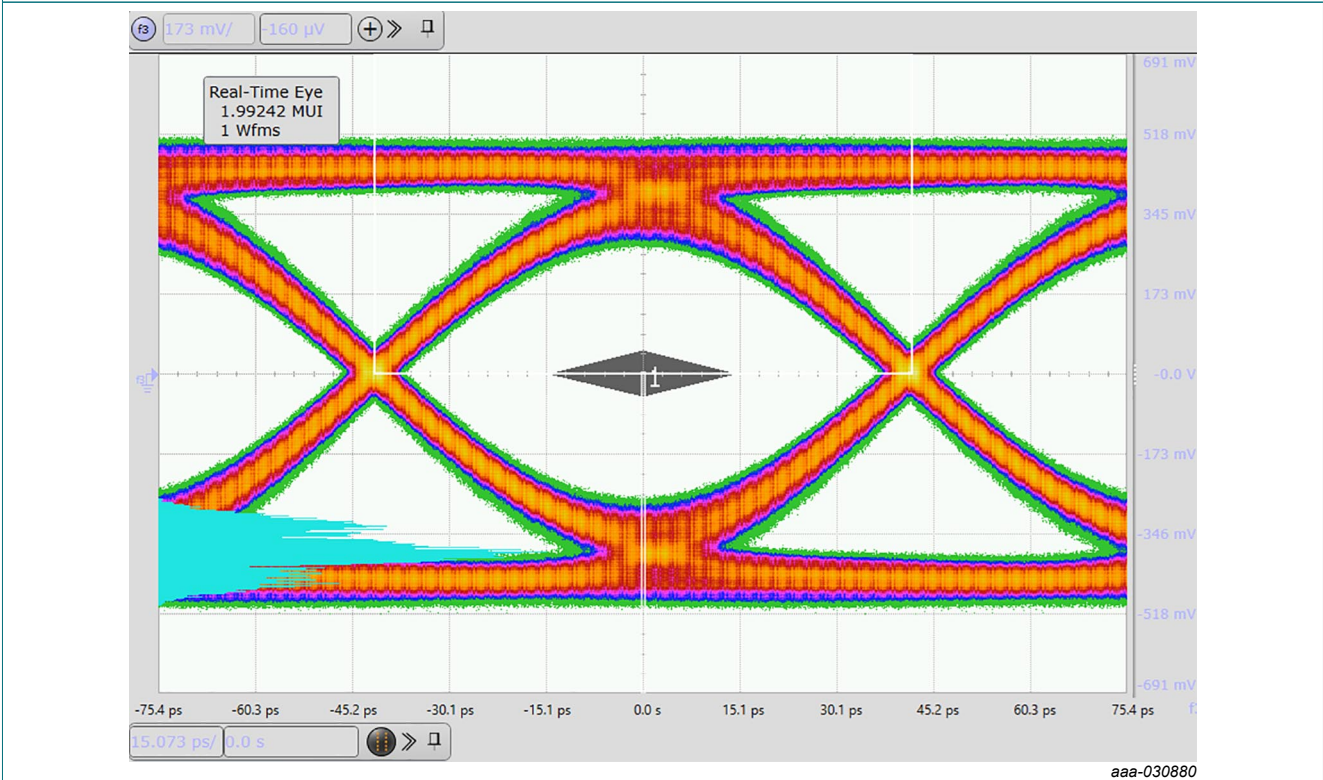 f3 173 mV/ -160 µV
Real-Time Eye
1.99242 MUI
1 Wfms
691 mV
518 mV
345 mV
173 mV
-0.0 V
1
-173 mV
-346 mV
-518 mV
-691 mV
-75.4 ps -60.3 ps -45.2 ps -30.1 ps -15.1 ps 0.0 s 15.1 ps 30.1 ps 45.2 ps 60.3 ps 75.4 ps
15.073 ps/ 0.0 s
aaa-030880